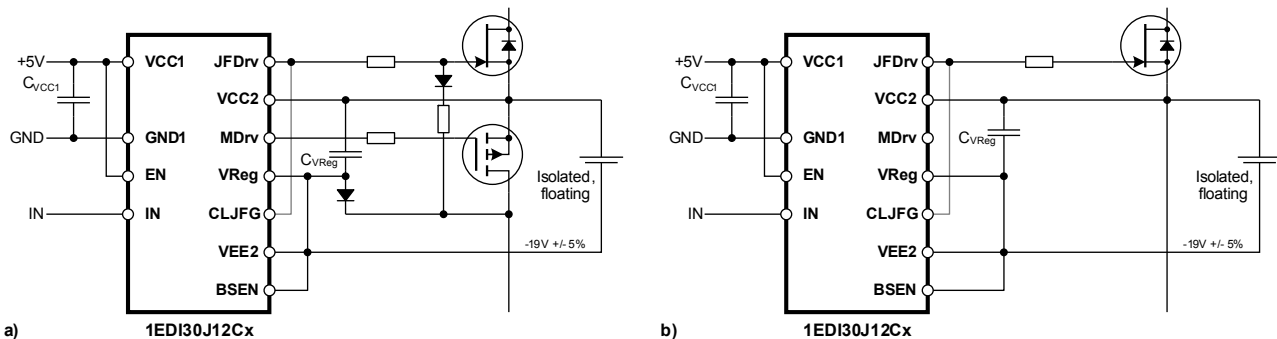 +5V
VCC1
JFDrv
CVCC1
VCC2
GND
GND1
MDrv
CVReg
EN
VReg
Isolated,
floating
IN
IN
CLJFG
VEE2
-19V +/- 5%
BSEN
a)
1EDI30J12Cx
+5V
VCC1
JFDrv
CVCC1
VCC2
GND
GND1
MDrv
CVReg
EN
VReg
Isolated,
floating
IN
IN
CLJFG
VEE2
-19V +/- 5%
BSEN
b)
1EDI30J12Cx